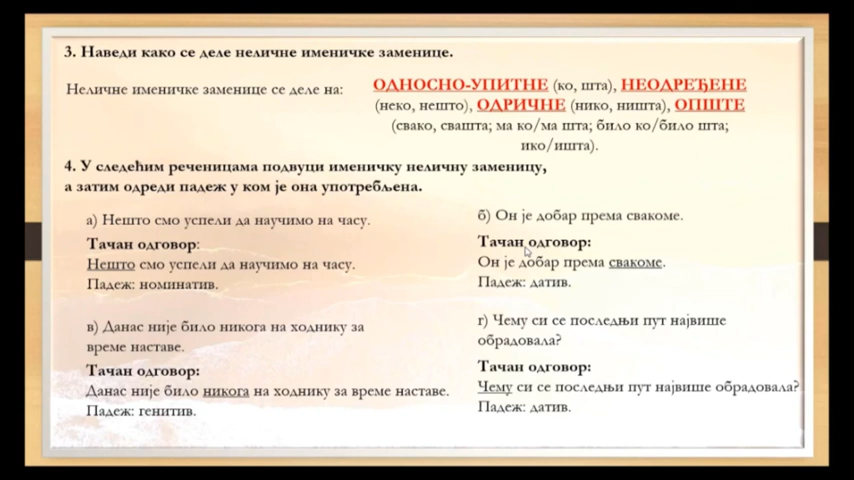 3. Наведи како се деле неличне именичке заменице.
Неличне именичке заменице се деле на:
ОДНОСНО-УПИТНЕ (ко, шта), НЕОДРЕЂЕНЕ
(неко, нешто), ОДРИЧНЕ (нико, ништа), ОПШТЕ
(свако, свашта; ма ко/ма шта; било ко/било шта;
ико/ишта).
4. У следећим реченицама подвуци именичку неличну заменицу,
а затим одреди падеж у ком је она употребљена.
а) Нешто смо успели да научимо на часу.
Тачан одговор:
Нешто смо успели да научимо на часу.
Падеж: номинатив.
б) Он је добар према свакоме.
Тачан одговор:
Он је добар према свакоме.
Падеж: датив.
в) Данас није било никога на ходнику за
време наставе.
Тачан одговор:
Данас није било никога на ходнику за време наставе.
Падеж: генитив.
г) Чему си се последњи пут највише
обрадовала?
Тачан одговор:
Чему си се последњи пут највише обрадовала?
Падеж: датив.